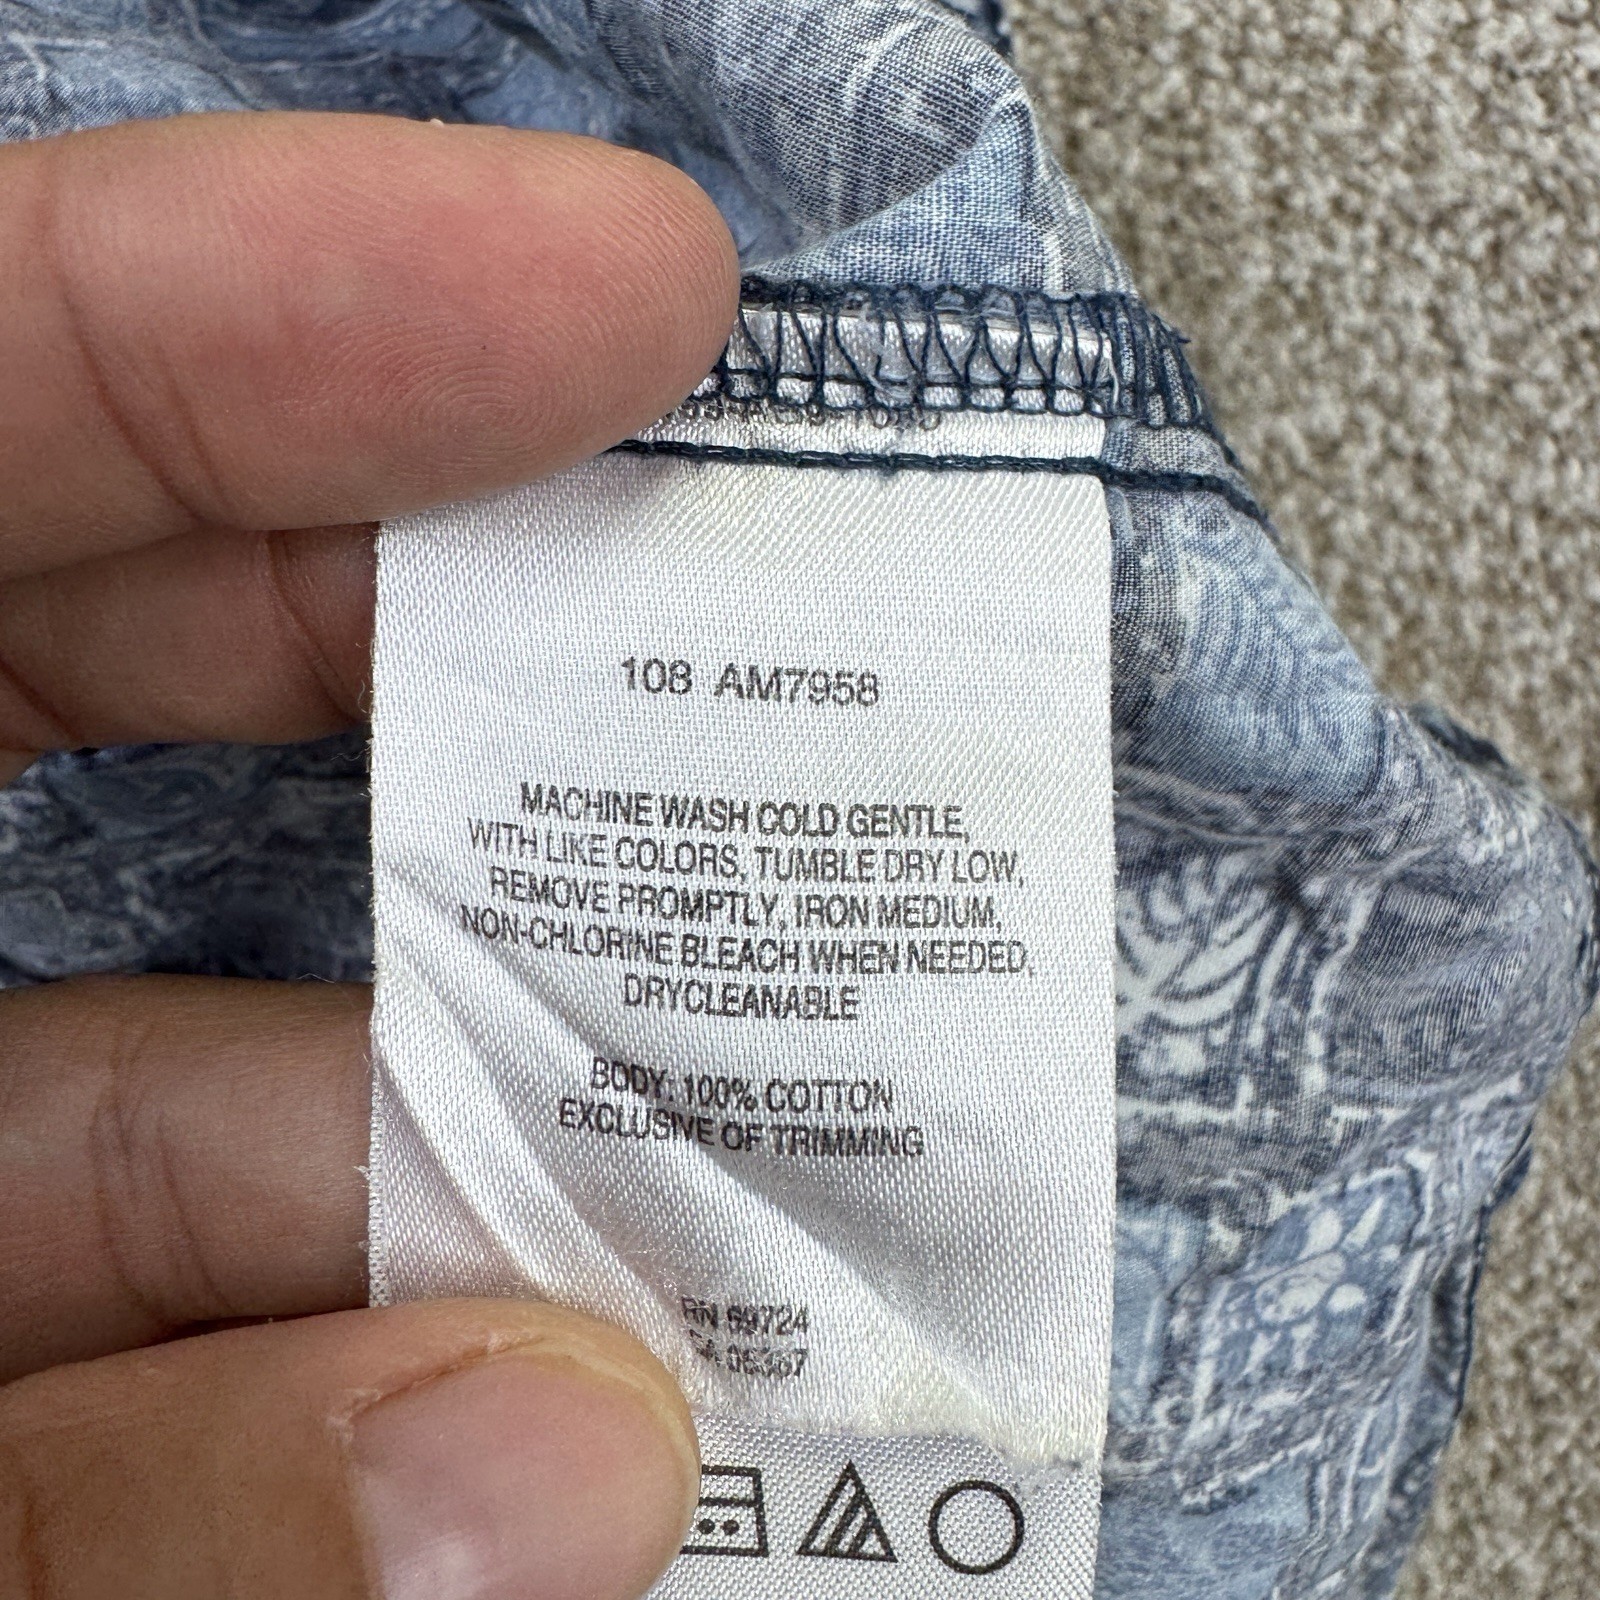 108 AM7958
MACHINE WASH COLD GENTLE,
WITH LIKE COLORS, TUMBLE DRY LOW,
REMOVE PROMPTLY, IRON MEDIUM,
NON-CHLORINE BLEACH WHEN NEEDED,
DRYCLEANABLE
BODY: 100% COTTON
EXCLUSIVE OF TRIMMING
RN 69724